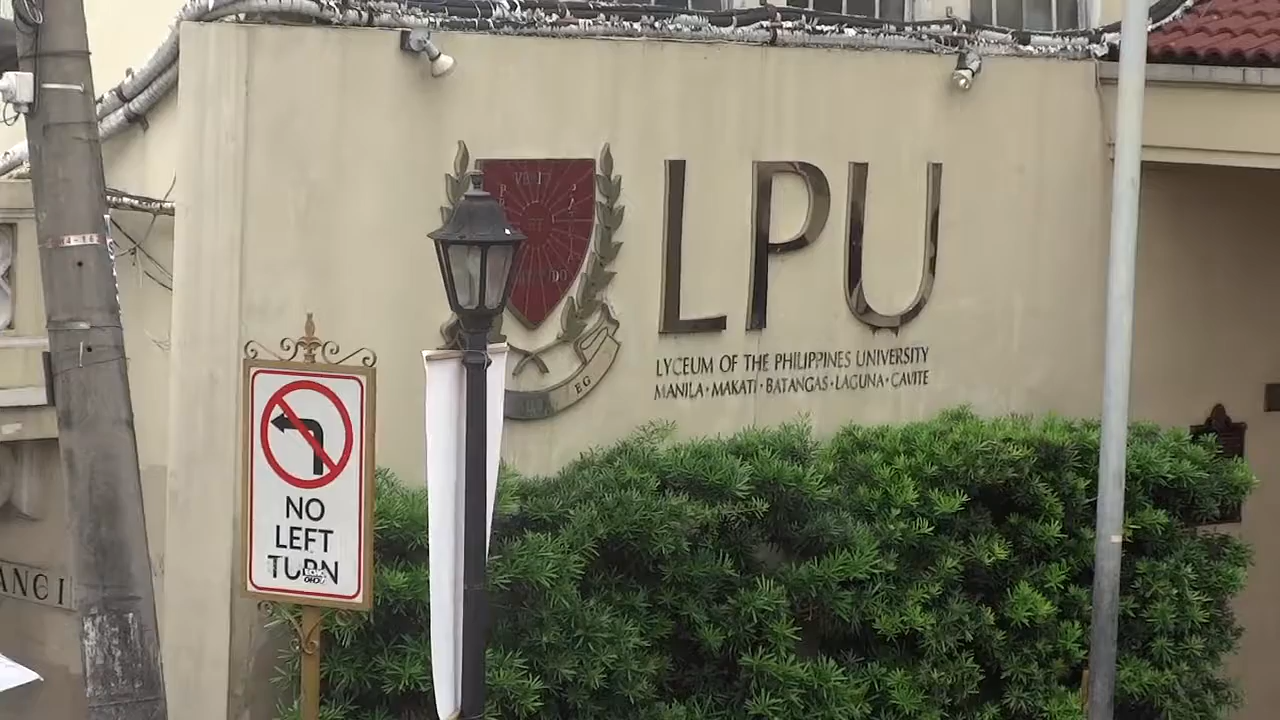 LPU
LYCEUM OF THE PHILIPPINES UNIVERSITY
MANILA • MAKATI • BATANGAS • LAGUNA • CAVITE
NO
LEFT
TURN